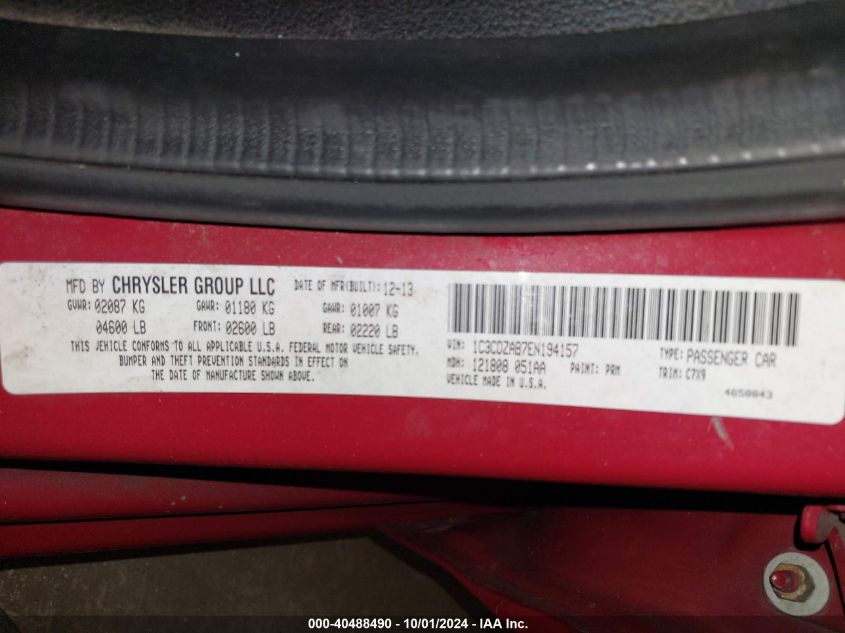 MFD BY CHRYSLER GROUP LLC DATE OF MFR(BUILT): 12-13
GVWR: 02087 KG GAWR: 01180 KG GAWR: 01007 KG
04600 LB FRONT: 02600 LB REAR: 02220 LB
THIS VEHICLE CONFORMS TO ALL APPLICABLE U.S.A. FEDERAL MOTOR VEHICLE SAFETY,
BUMPER AND THEFT PREVENTION STANDARDS IN EFFECT ON
THE DATE OF MANUFACTURE SHOWN ABOVE.
VIN: 1C3CDZAB7EN194157 TYPE: PASSENGER CAR
MDH: 121808 051AA PAINT: PRM TRIM: C7X9
VEHICLE MADE IN U.S.A. 4650043
000-40488490 - 10/01/2024 - IAA Inc.